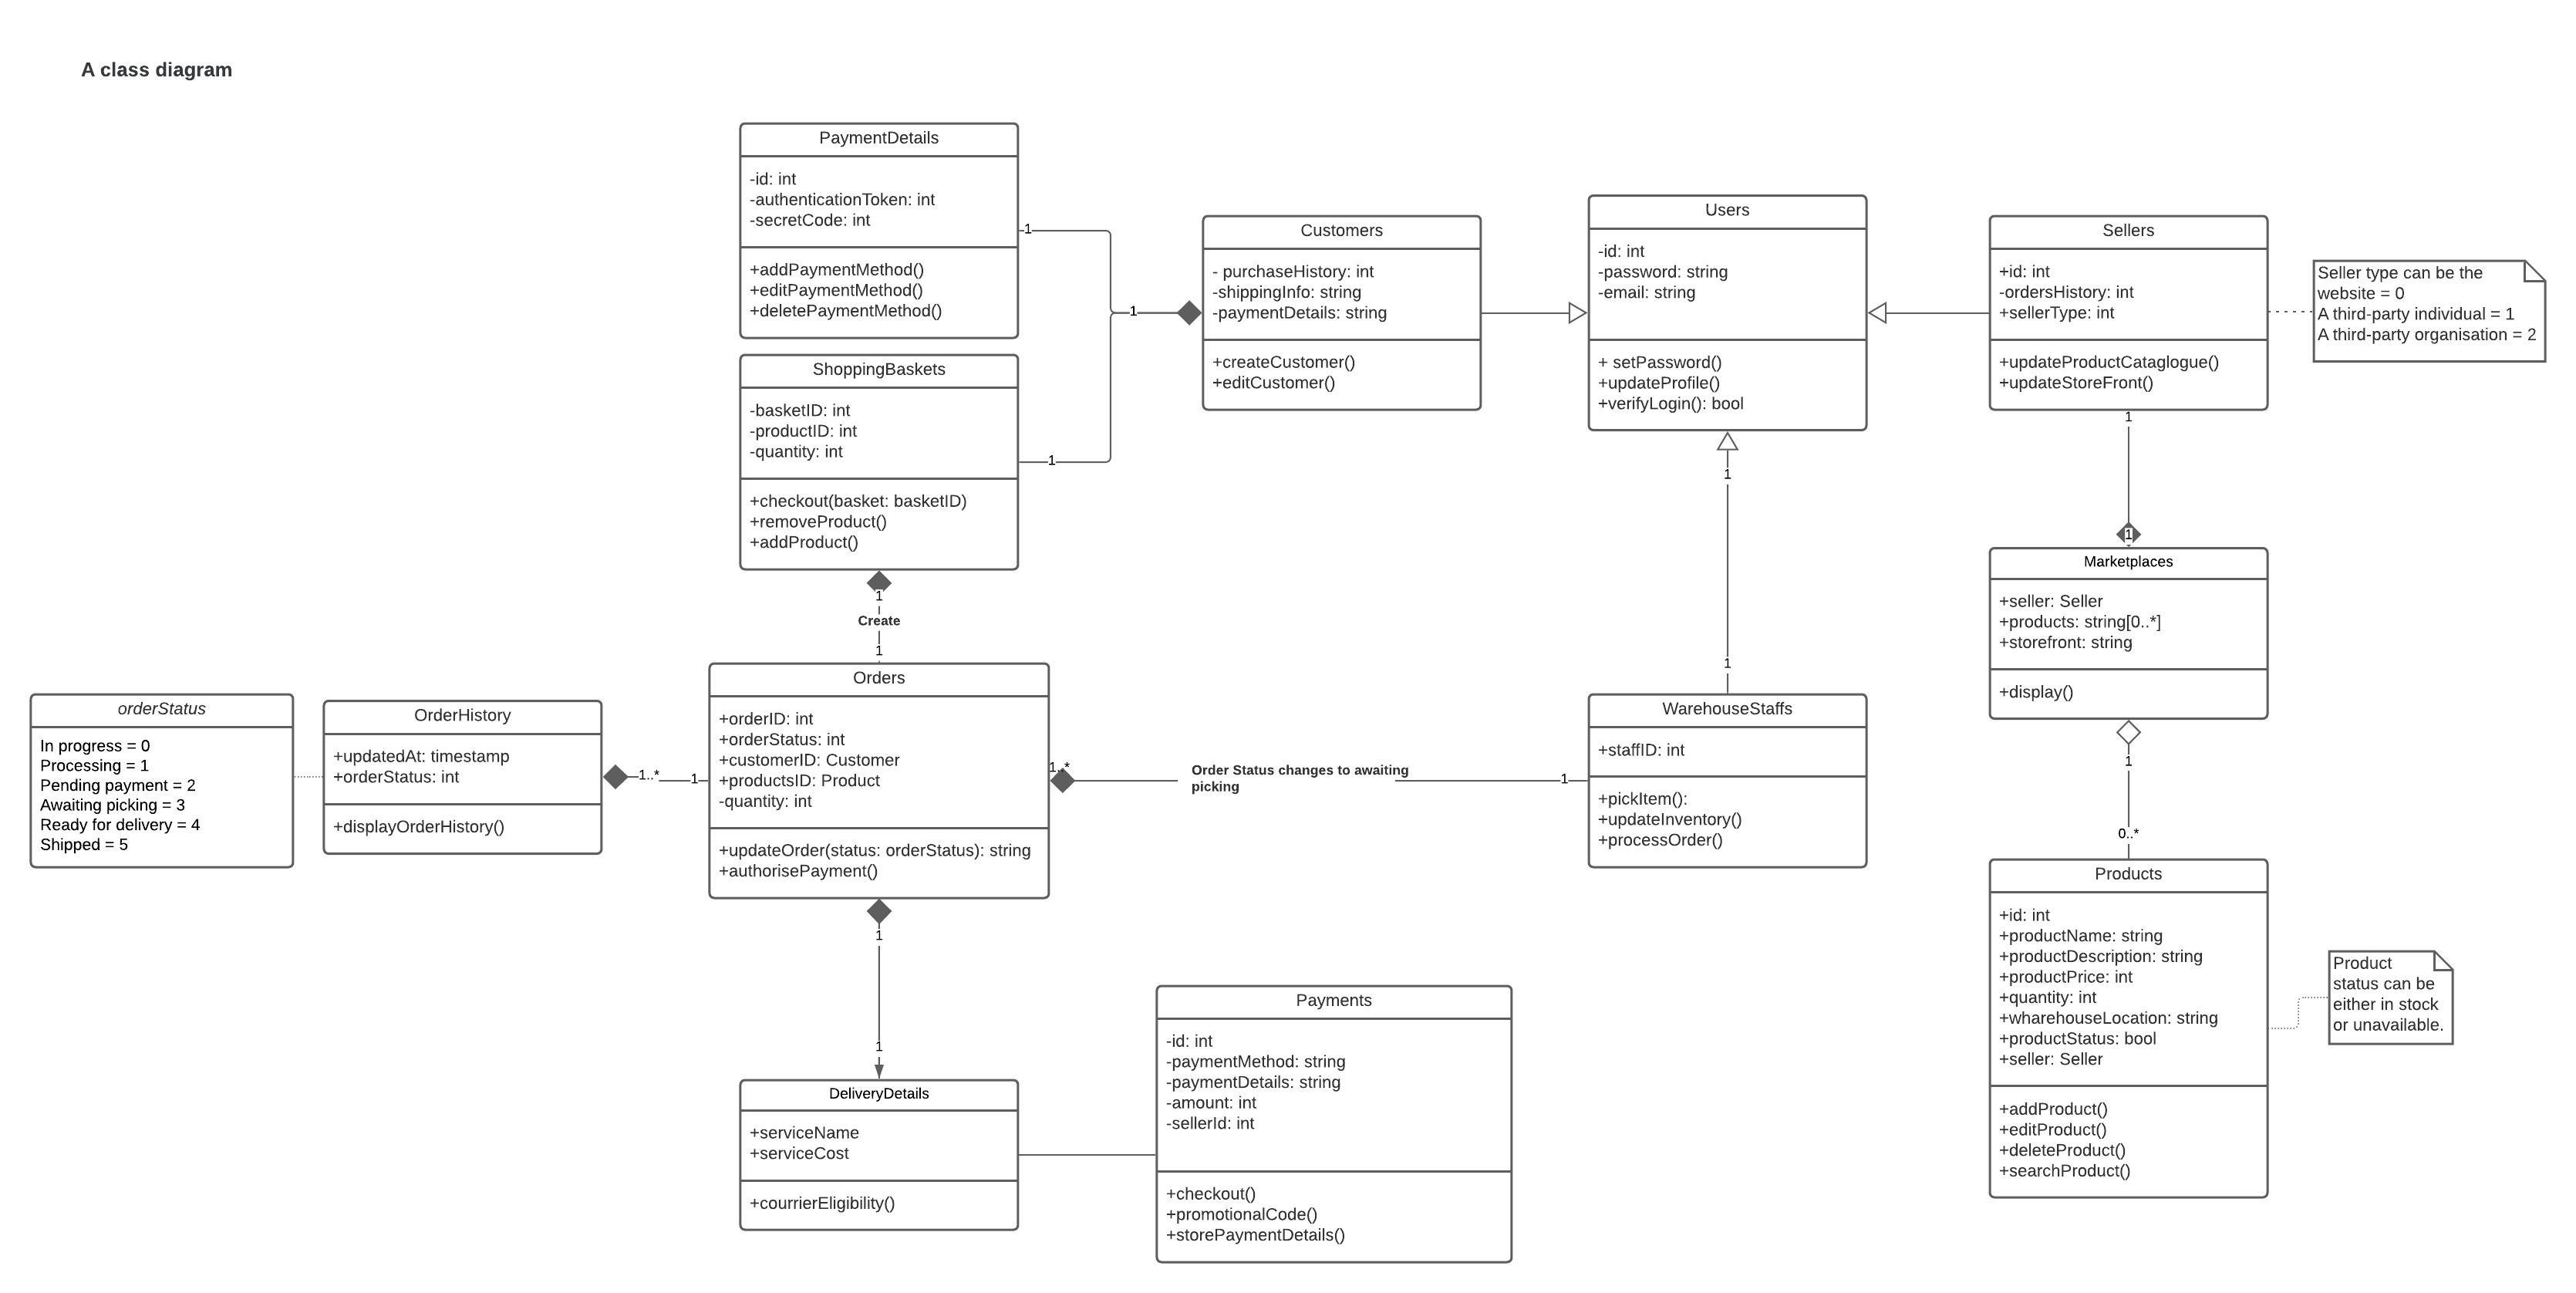 A class diagram
PaymentDetails
-id: int
-authenticationToken: int
-secretCode: int
+addPaymentMethod()
+editPaymentMethod()
+deletePaymentMethod()
1
1
Customers
- purchaseHistory: int
-shippingInfo: string
-paymentDetails: string
+createCustomer()
+editCustomer()
Users
-id: int
-password: string
-email: string
+ setPassword()
+updateProfile()
+verifyLogin(): bool
Sellers
+id: int
-ordersHistory: int
+sellerType: int
+updateProductCataglogue()
+updateStoreFront()
Seller type can be the
website = 0
A third-party individual = 1
A third-party organisation = 2
ShoppingBaskets
-basketID: int
-productID: int
-quantity: int
+checkout(basket: basketID)
+removeProduct()
+addProduct()
1
1
Create
1
1
1
1
1
Marketplaces
+seller: Seller
+products: string[0..*]
+storefront: string
+display()
orderStatus
In progress = 0
Processing = 1
Pending payment = 2
Awaiting picking = 3
Ready for delivery = 4
Shipped = 5
OrderHistory
+updatedAt: timestamp
+orderStatus: int
+displayOrderHistory()
1..*
1
Orders
+orderID: int
+orderStatus: int
+customerID: Customer
+productsID: Product
-quantity: int
+updateOrder(status: orderStatus): string
+authorisePayment()
1..*
Order Status changes to awaiting
picking
1
WarehouseStaffs
+staffID: int
+pickItem():
+updateInventory()
+processOrder()
1
0..*
Products
+id: int
+productName: string
+productDescription: string
+productPrice: int
+quantity: int
+wharehouseLocation: string
+productStatus: bool
+seller: Seller
+addProduct()
+editProduct()
+deleteProduct()
+searchProduct()
Product
status can be
either in stock
or unavailable.
1
1
DeliveryDetails
+serviceName
+serviceCost
+courrierEligibility()
Payments
-id: int
-paymentMethod: string
-paymentDetails: string
-amount: int
-sellerId: int
+checkout()
+promotionalCode()
+storePaymentDetails()